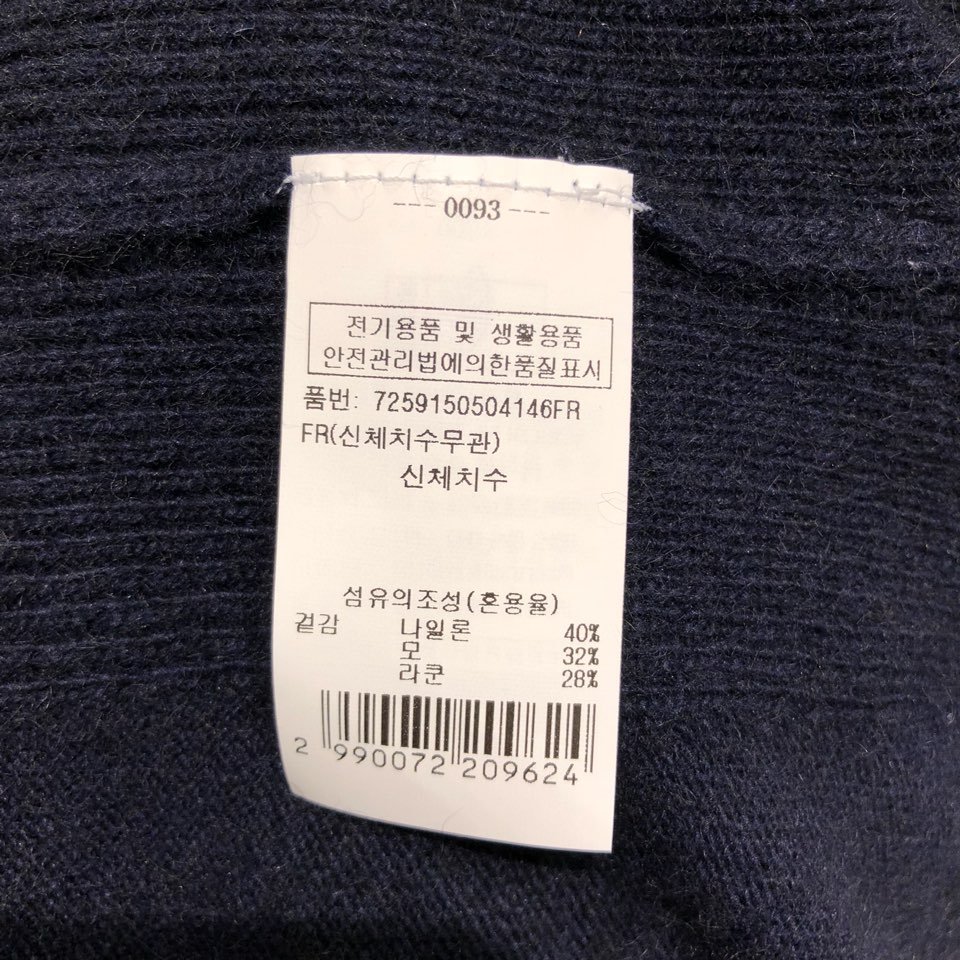 --- 0093 ---
전기용품 및 생활용품
안전관리법에의한품질표시
품번: 7259150504146FR
FR(신체치수무관)
신체치수
섬유의조성(혼용율)
겉감 나일론 40%
모 32%
라쿤 28%
2 990072 209624